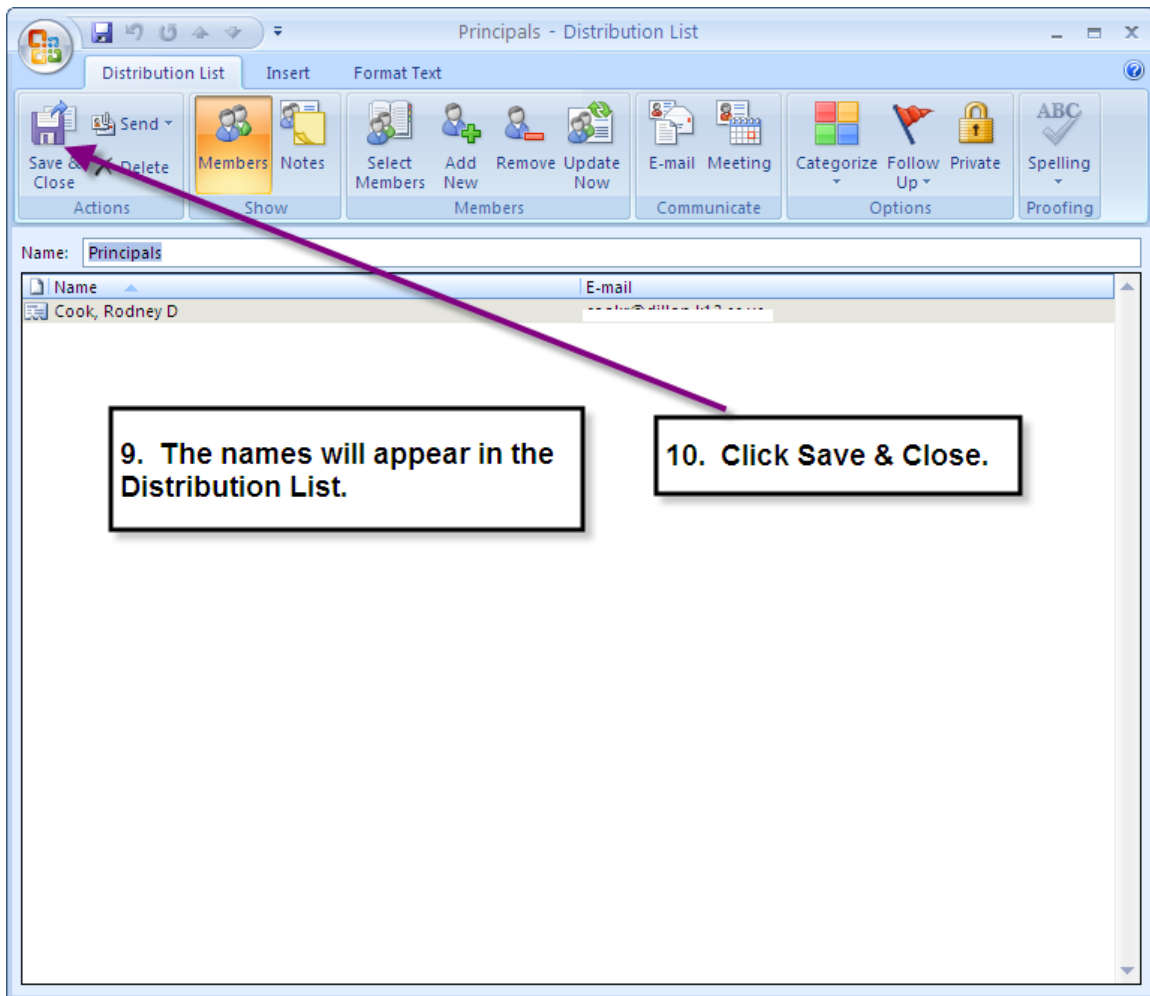 Principals - Distribution List
Distribution List Insert Format Text
Send
Save & Close
Delete
Members Notes
Select Members
Add New
Remove
Update Now
E-mail Meeting
Categorize
Follow Up
Private
ABC
Spelling
Actions Show Members Communicate Options Proofing
Name: Principals
Name E-mail
Cook, Rodney D
9. The names will appear in the
Distribution List.
10. Click Save & Close.